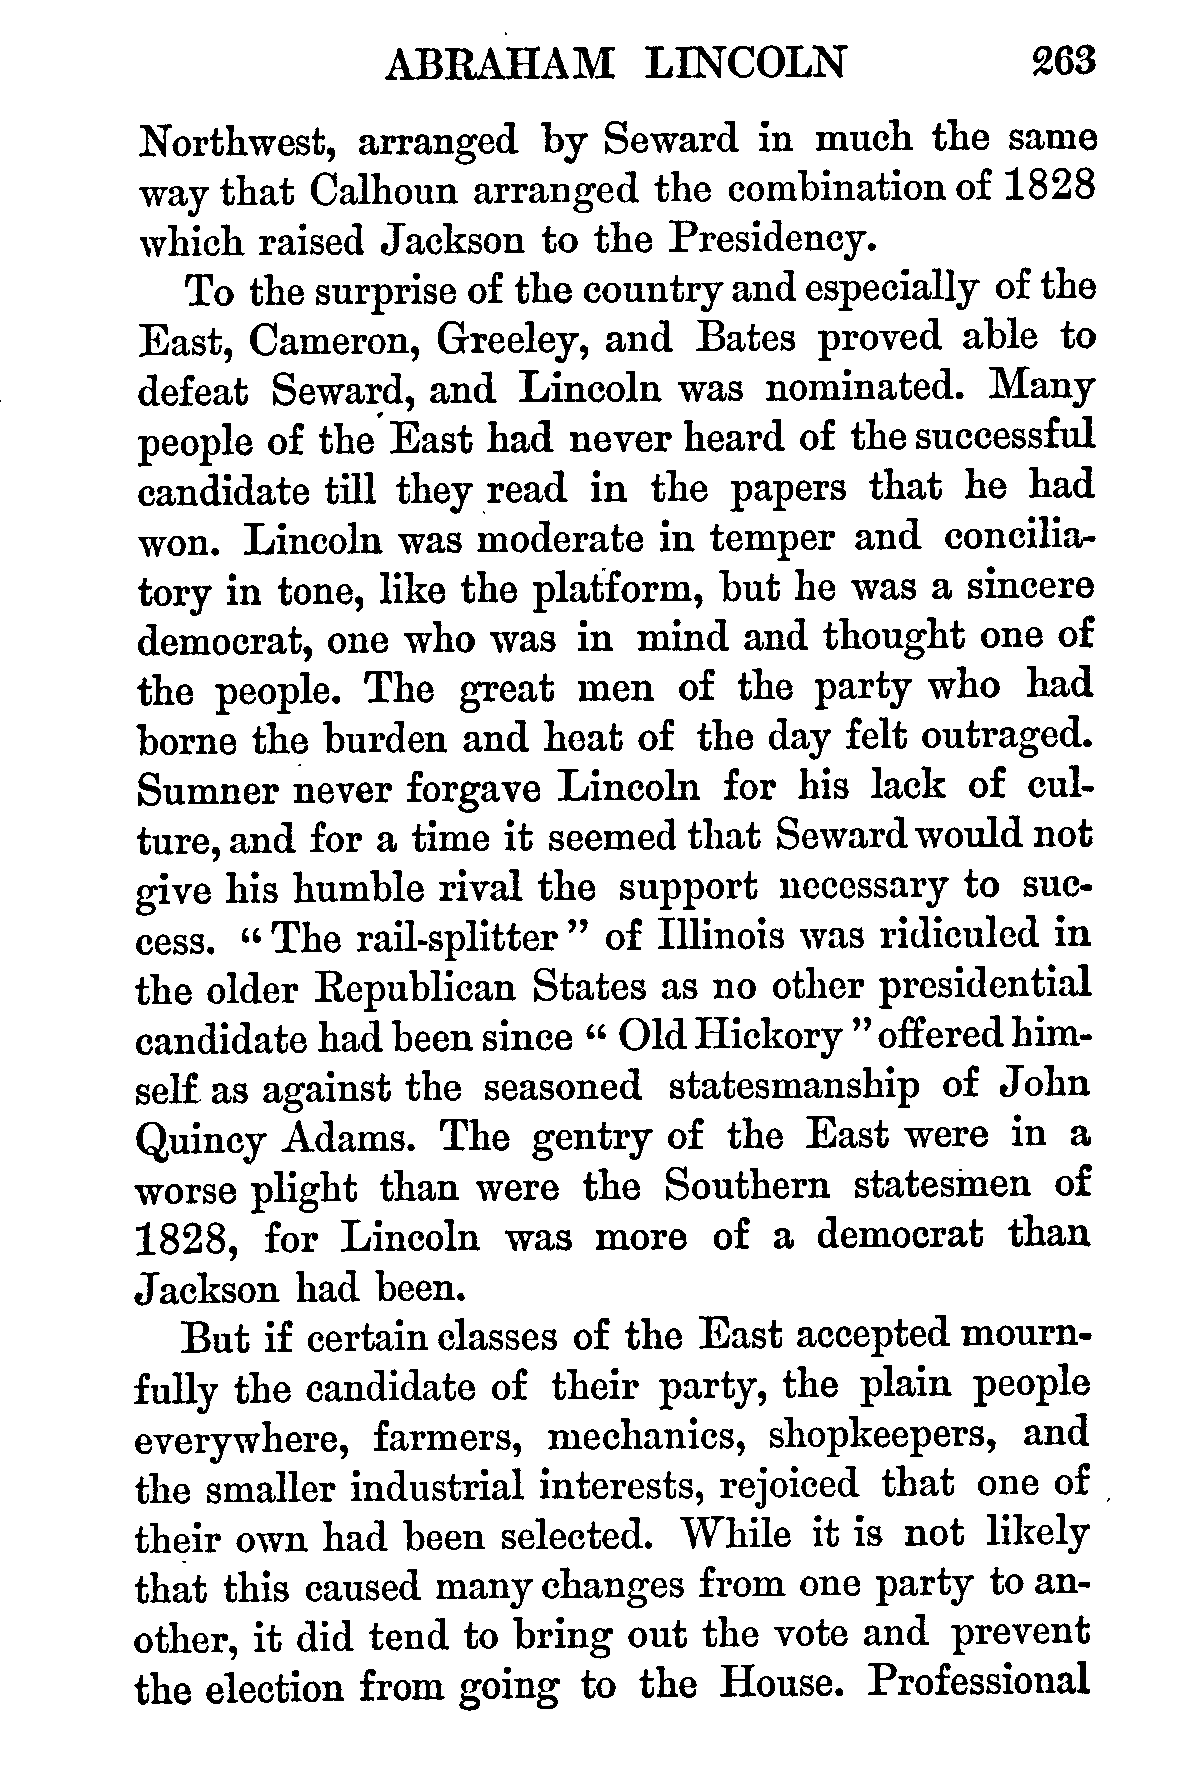 ABRAHAM LINCOLN 263
Northwest, arranged by Seward in much the same
way that Calhoun arranged the combination of 1828
which raised Jackson to the Presidency.
To the surprise of the country and especially of the
East, Cameron, Greeley, and Bates proved able to
defeat Seward, and Lincoln was nominated. Many
people of the East had never heard of the successful
candidate till they read in the papers that he had
won. Lincoln was moderate in temper and concilia-
tory in tone, like the platform, but he was a sincere
democrat, one who was in mind and thought one of
the people. The great men of the party who had
borne the burden and heat of the day felt outraged.
Sumner never forgave Lincoln for his lack of cul-
ture, and for a time it seemed that Seward would not
give his humble rival the support necessary to suc-
cess. “The rail-splitter” of Illinois was ridiculed in
the older Republican States as no other presidential
candidate had been since “Old Hickory” offered him-
self as against the seasoned statesmanship of John
Quincy Adams. The gentry of the East were in a
worse plight than were the Southern statesmen of
1828, for Lincoln was more of a democrat than
Jackson had been.
But if certain classes of the East accepted mourn-
fully the candidate of their party, the plain people
everywhere, farmers, mechanics, shopkeepers, and
the smaller industrial interests, rejoiced that one of
their own had been selected. While it is not likely
that this caused many changes from one party to an-
other, it did tend to bring out the vote and prevent
the election from going to the House. Professional